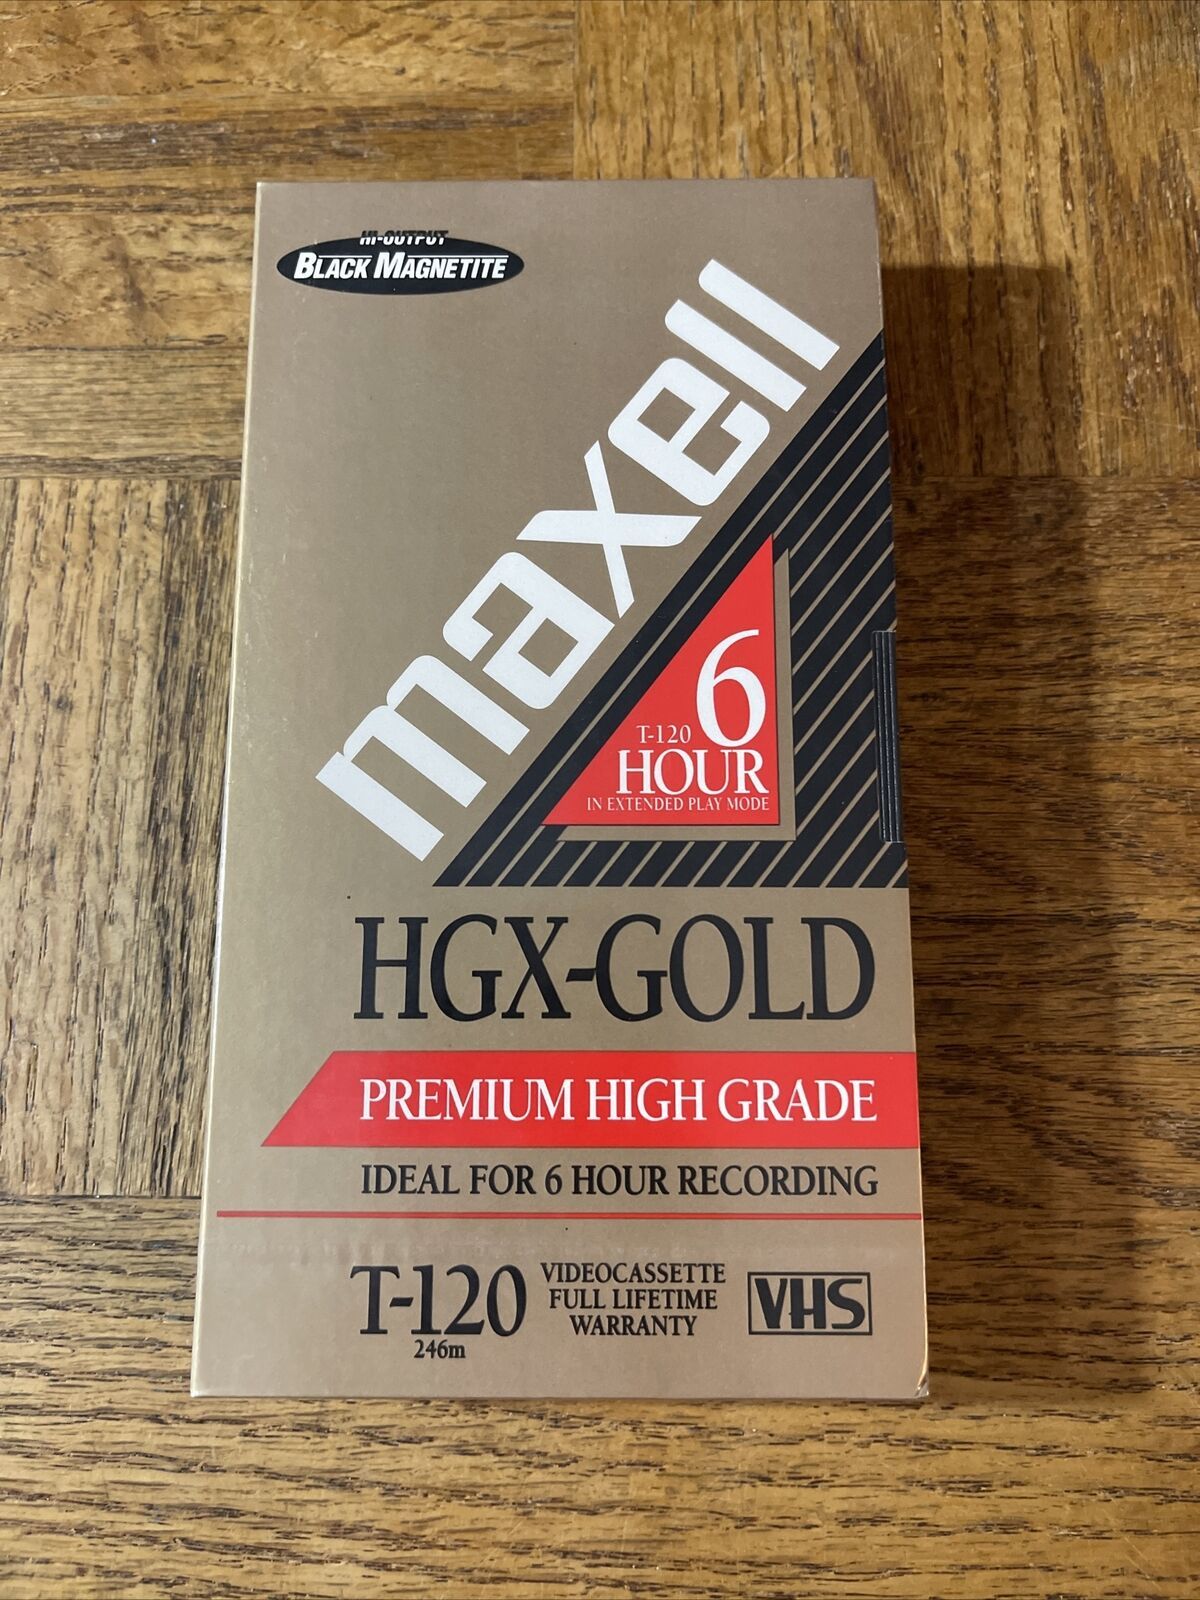 HI-OUTPUT
BLACK MAGNETITE
maxell
6
T-120
HOUR
IN EXTENDED PLAY MODE
HGX-GOLD
PREMIUM HIGH GRADE
IDEAL FOR 6 HOUR RECORDING
T-120
246m
VIDEOCASSETTE
FULL LIFETIME
WARRANTY
VHS